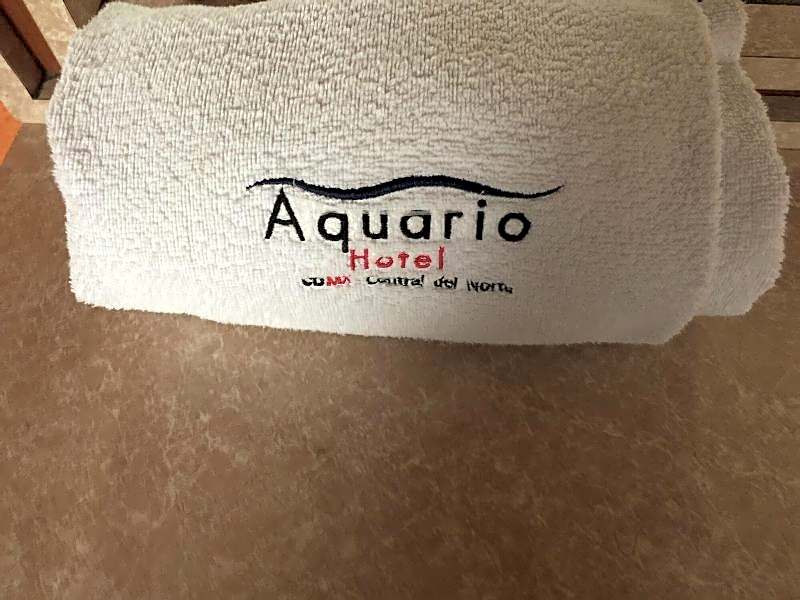 Aquario
Hotel
CDMX Central del Norte